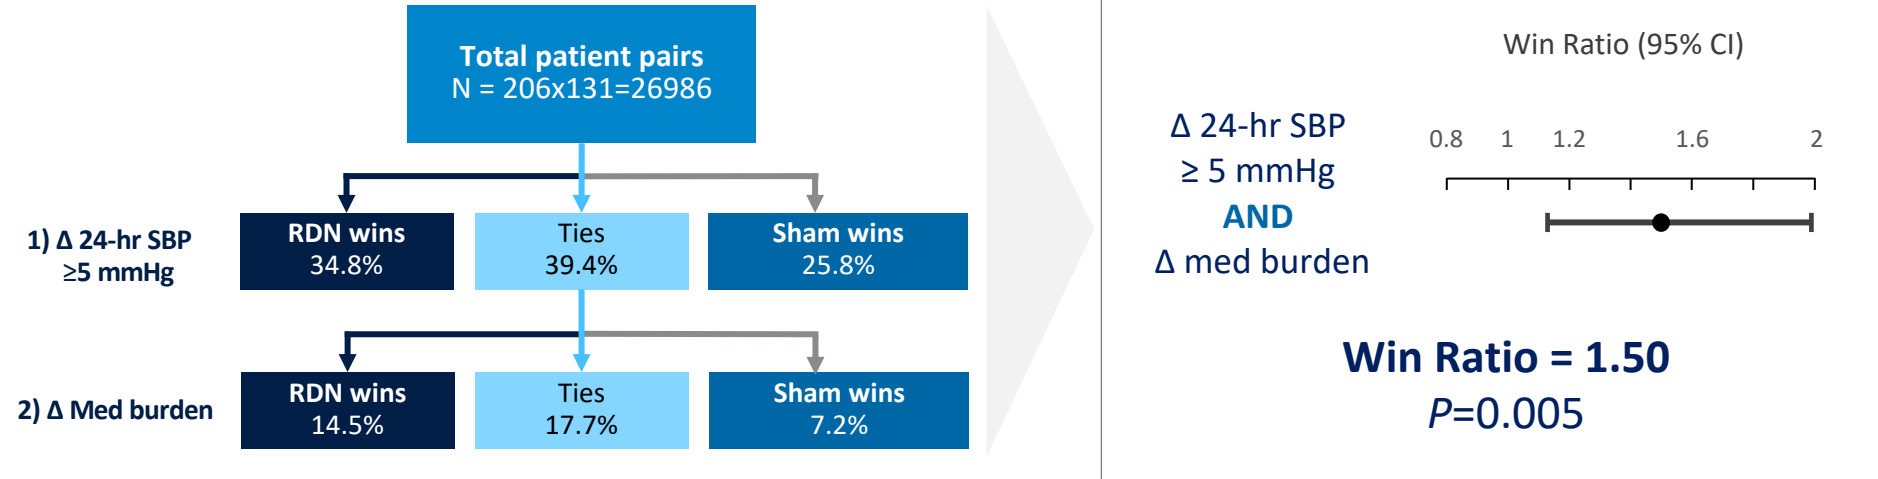 Total patient pairs
N = 206x131=26986
1) Δ 24-hr SBP
≥5 mmHg
RDN wins
34.8%
Ties
39.4%
Sham wins
25.8%
2) Δ Med burden
RDN wins
14.5%
Ties
17.7%
Sham wins
7.2%
Win Ratio (95% CI)
0.8 1 1.2 1.6 2
Δ 24-hr SBP
≥ 5 mmHg
AND
Δ med burden
Win Ratio = 1.50
P=0.005